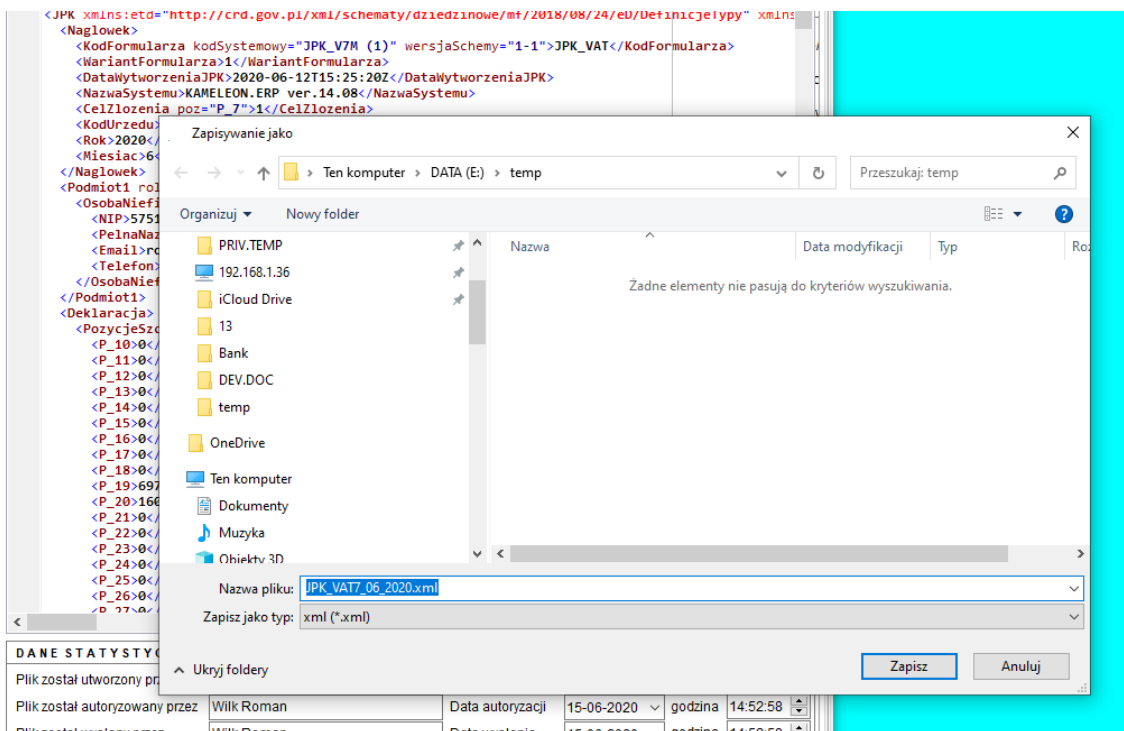 <JPK xmlns:etd="http://crd.gov.pl/xml/schematy/dziedzinowe/mf/2018/08/24/eD/DefinicjeTypy" xmlns
<Naglowek>
<KodFormularza kodSystemowy="JPK_V7M (1)" wersjaSchemy="1-1">JPK_VAT</KodFormularza>
<WariantFormularza>1</WariantFormularza>
<DataWytworzeniaJPK>2020-06-12T15:25:20Z</DataWytworzeniaJPK>
<NazwaSystemu>KAMELEON.ERP ver.14.08</NazwaSystemu>
<CelZlozenia poz="P_7">1</CelZlozenia>
<KodUrzedu>
<Rok>2020</
<Miesiac>6<
</Naglowek>
<Podmiot1 rol
<OsobaNiefi
<NIP>5751
<PelnaNaz
<Email>ro
<Telefon>
</OsobaNief
</Podmiot1>
<Deklaracja>
<PozycjeSzc
<P_10>0</
<P_11>0</
<P_12>0</
<P_13>0</
<P_14>0</
<P_15>0</
<P_16>0</
<P_17>0</
<P_18>0</
<P_19>697
<P_20>160
<P_21>0</
<P_22>0</
<P_23>0</
<P_24>0</
<P_25>0</
<P_26>0</
<P_27>0</
Zapisywanie jako
Ten komputer > DATA (E:) > temp
Przeszukaj: temp
Organizuj Nowy folder
PRIV.TEMP
192.168.1.36
iCloud Drive
13
Bank
DEV.DOC
temp
OneDrive
Ten komputer
Dokumenty
Muzyka
Obiekty 3D
Nazwa Data modyfikacji Typ Roz
Żadne elementy nie pasują do kryteriów wyszukiwania.
Nazwa pliku: JPK_VAT7_06_2020.xml
Zapisz jako typ: xml (*.xml)
Ukryj foldery Zapisz Anuluj
DANE STATYSTYC
Plik został utworzony prz
Plik został autoryzowany przez Wilk Roman Data autoryzacji 15-06-2020 godzina 14:52:58